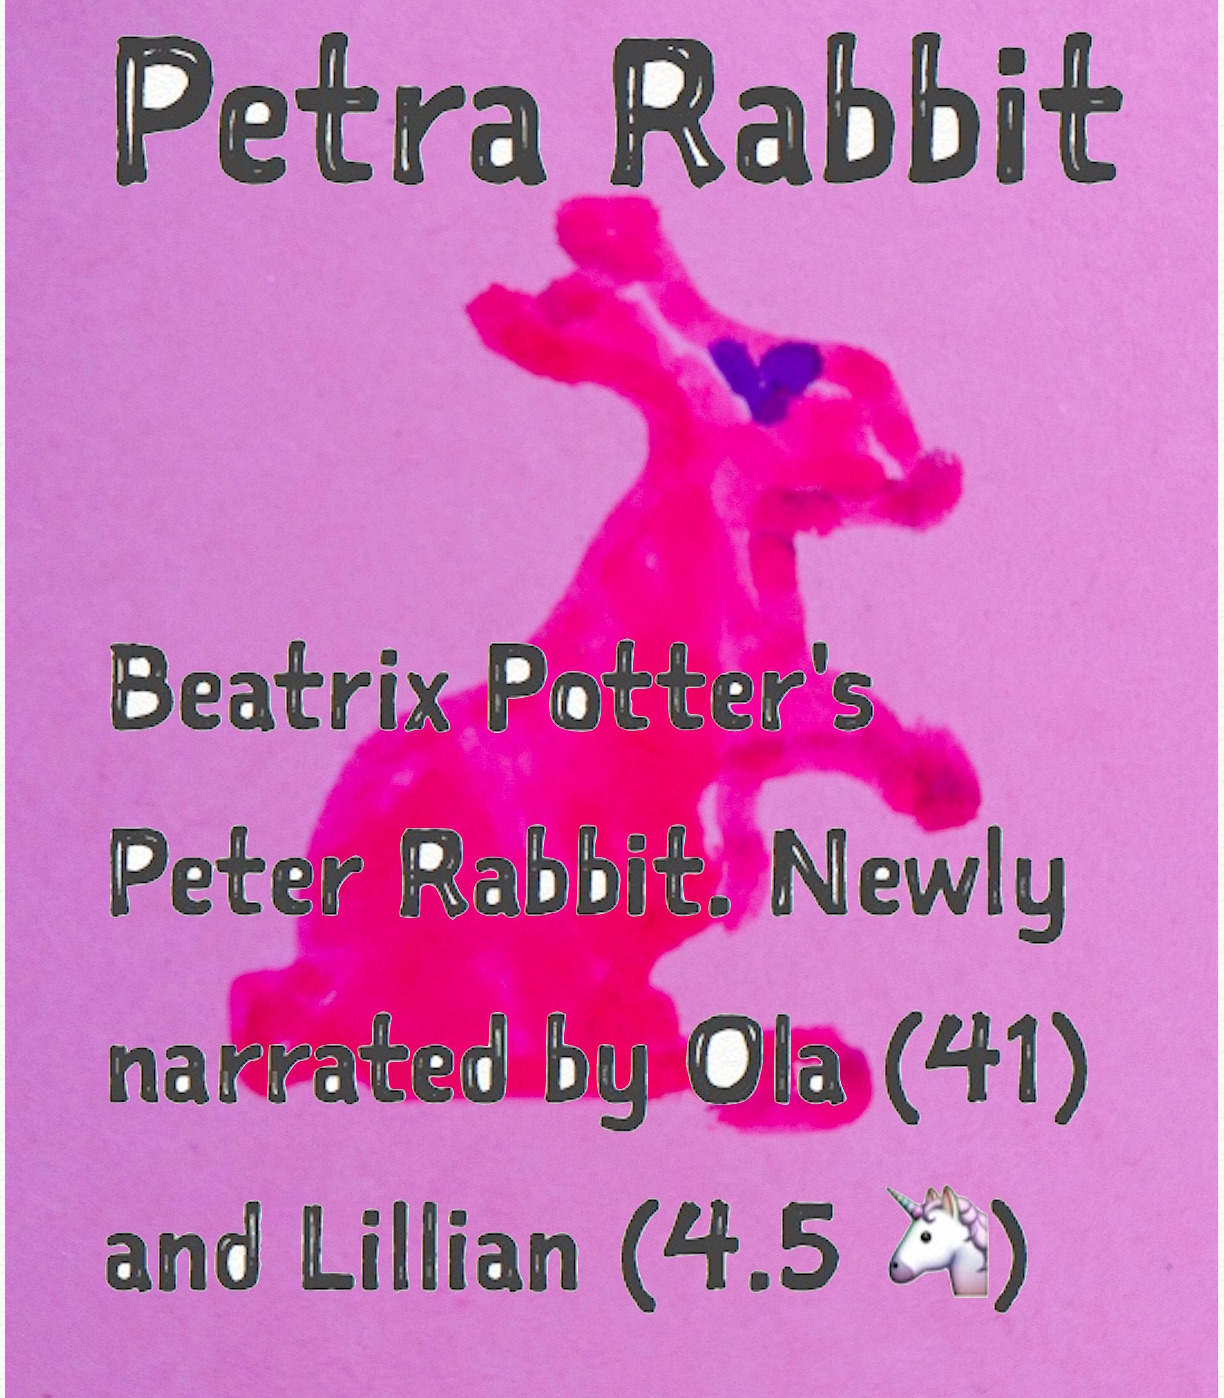 Petra Rabbit
Beatrix Potter's
Peter Rabbit. Newly
narrated by Ola (41)
and Lillian (4.5 🦄)